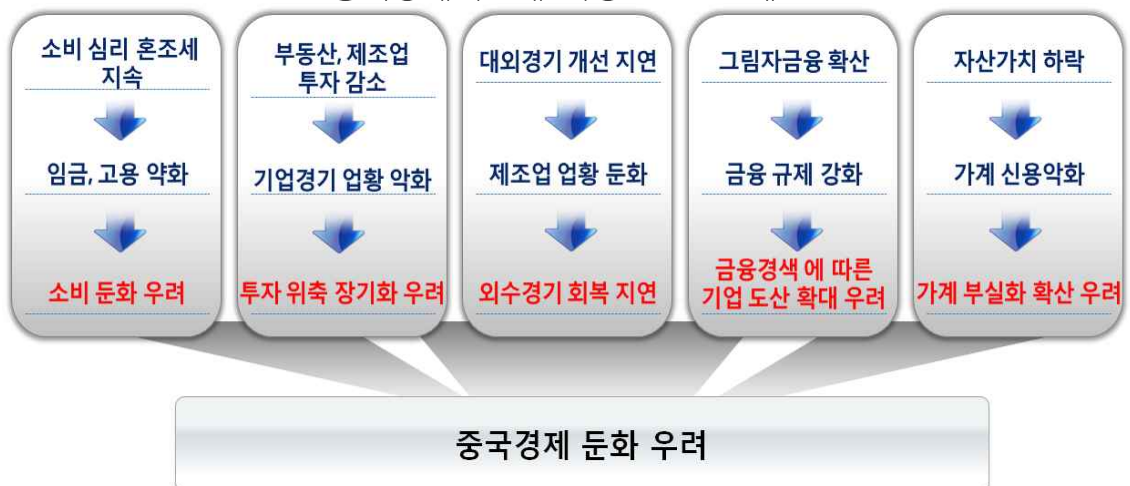 소비 심리 혼조세
지속
임금, 고용 약화
소비 둔화 우려
부동산, 제조업
투자 감소
기업경기 업황 악화
투자 위축 장기화 우려
대외경기 개선 지연
제조업 업황 둔화
외수경기 회복 지연
그림자금융 확산
금융 규제 강화
금융경색 에 따른
기업 도산 확대 우려
자산가치 하락
가계 신용악화
가계 부실화 확산 우려
중국경제 둔화 우려